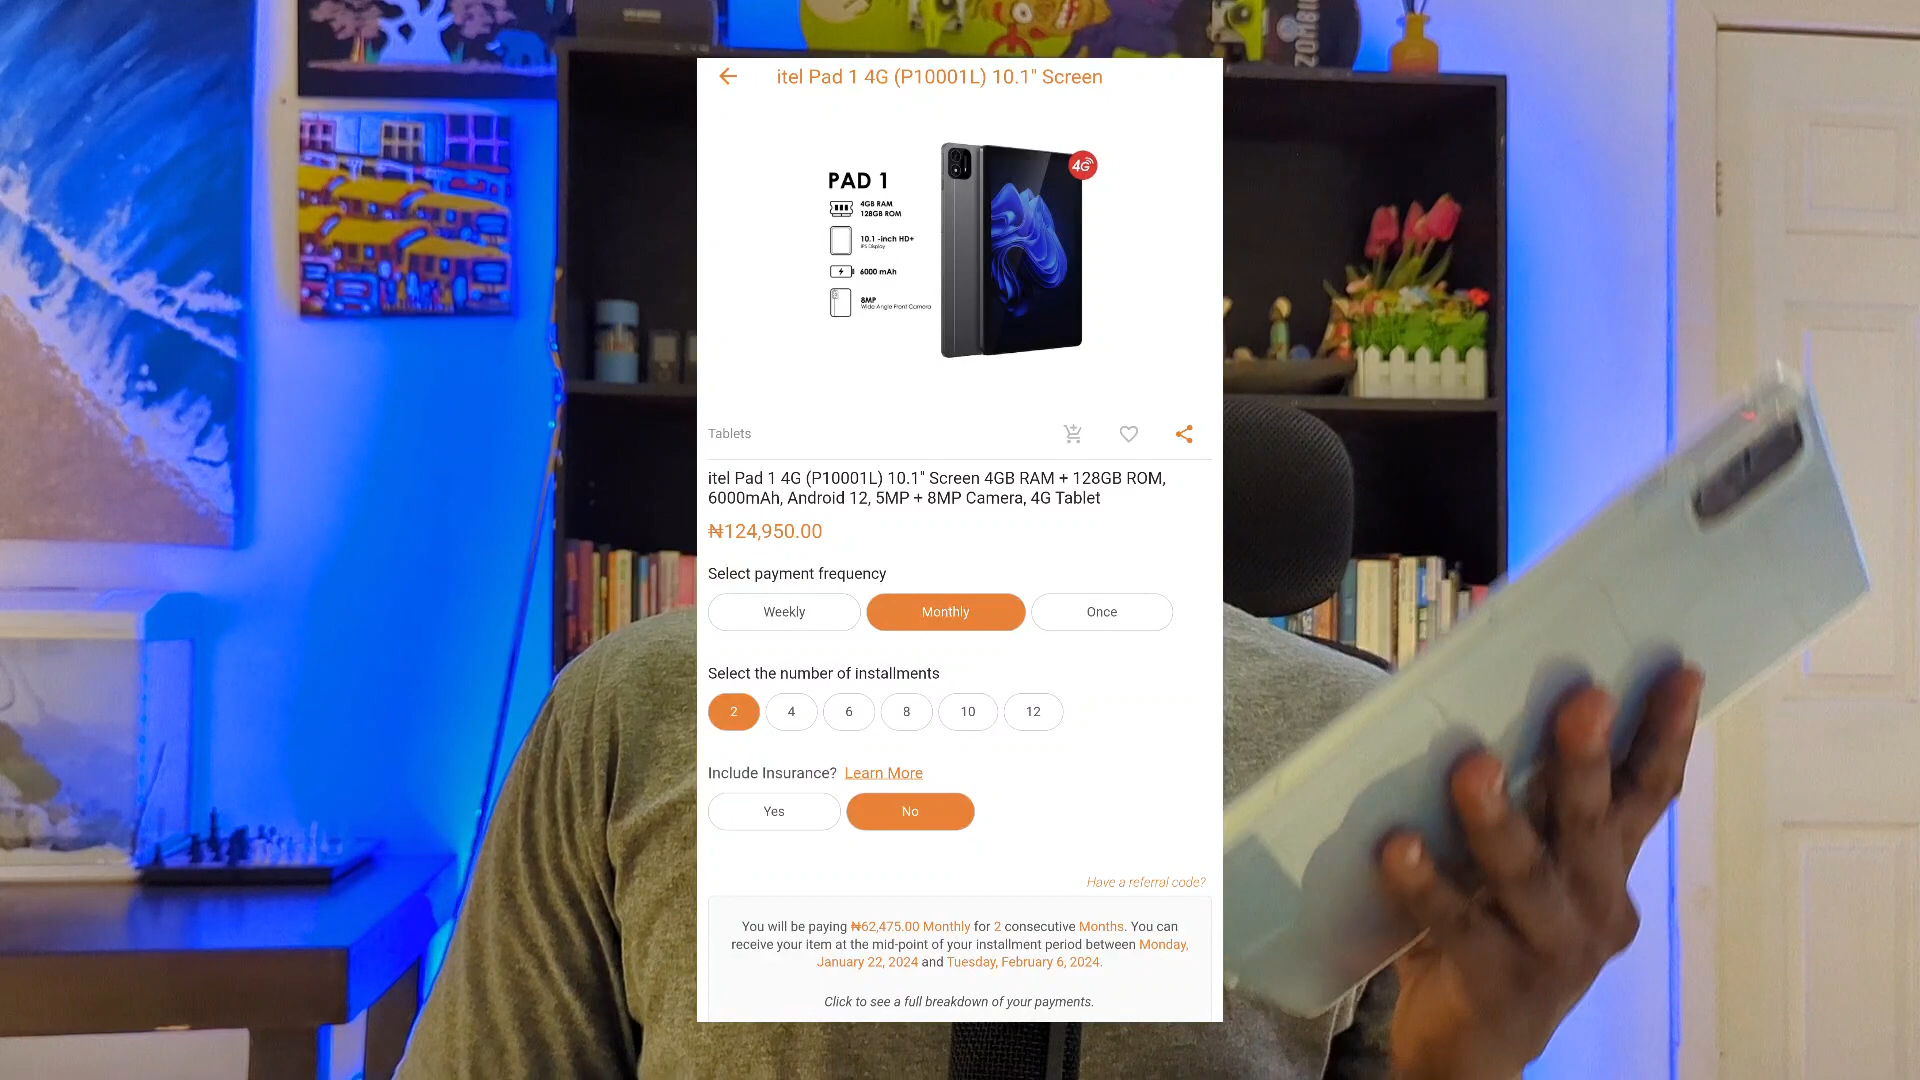 ZOMBIE
itel Pad 1 4G (P10001L) 10.1" Screen
PAD 1
4G
4GB RAM
128GB ROM
10.1 -inch HD+
IPS Display
6000 mAh
8MP
Wide Angle Front Camera
Tablets
itel Pad 1 4G (P10001L) 10.1" Screen 4GB RAM + 128GB ROM,
6000mAh, Android 12, 5MP + 8MP Camera, 4G Tablet
₦124,950.00
Select payment frequency
Weekly Monthly Once
Select the number of installments
2 4 6 8 10 12
Include Insurance? Learn More
Yes No
Have a referral code?
You will be paying ₦62,475.00 Monthly for 2 consecutive Months. You can
receive your item at the mid-point of your installment period between Monday,
January 22, 2024 and Tuesday, February 6, 2024.
Click to see a full breakdown of your payments.